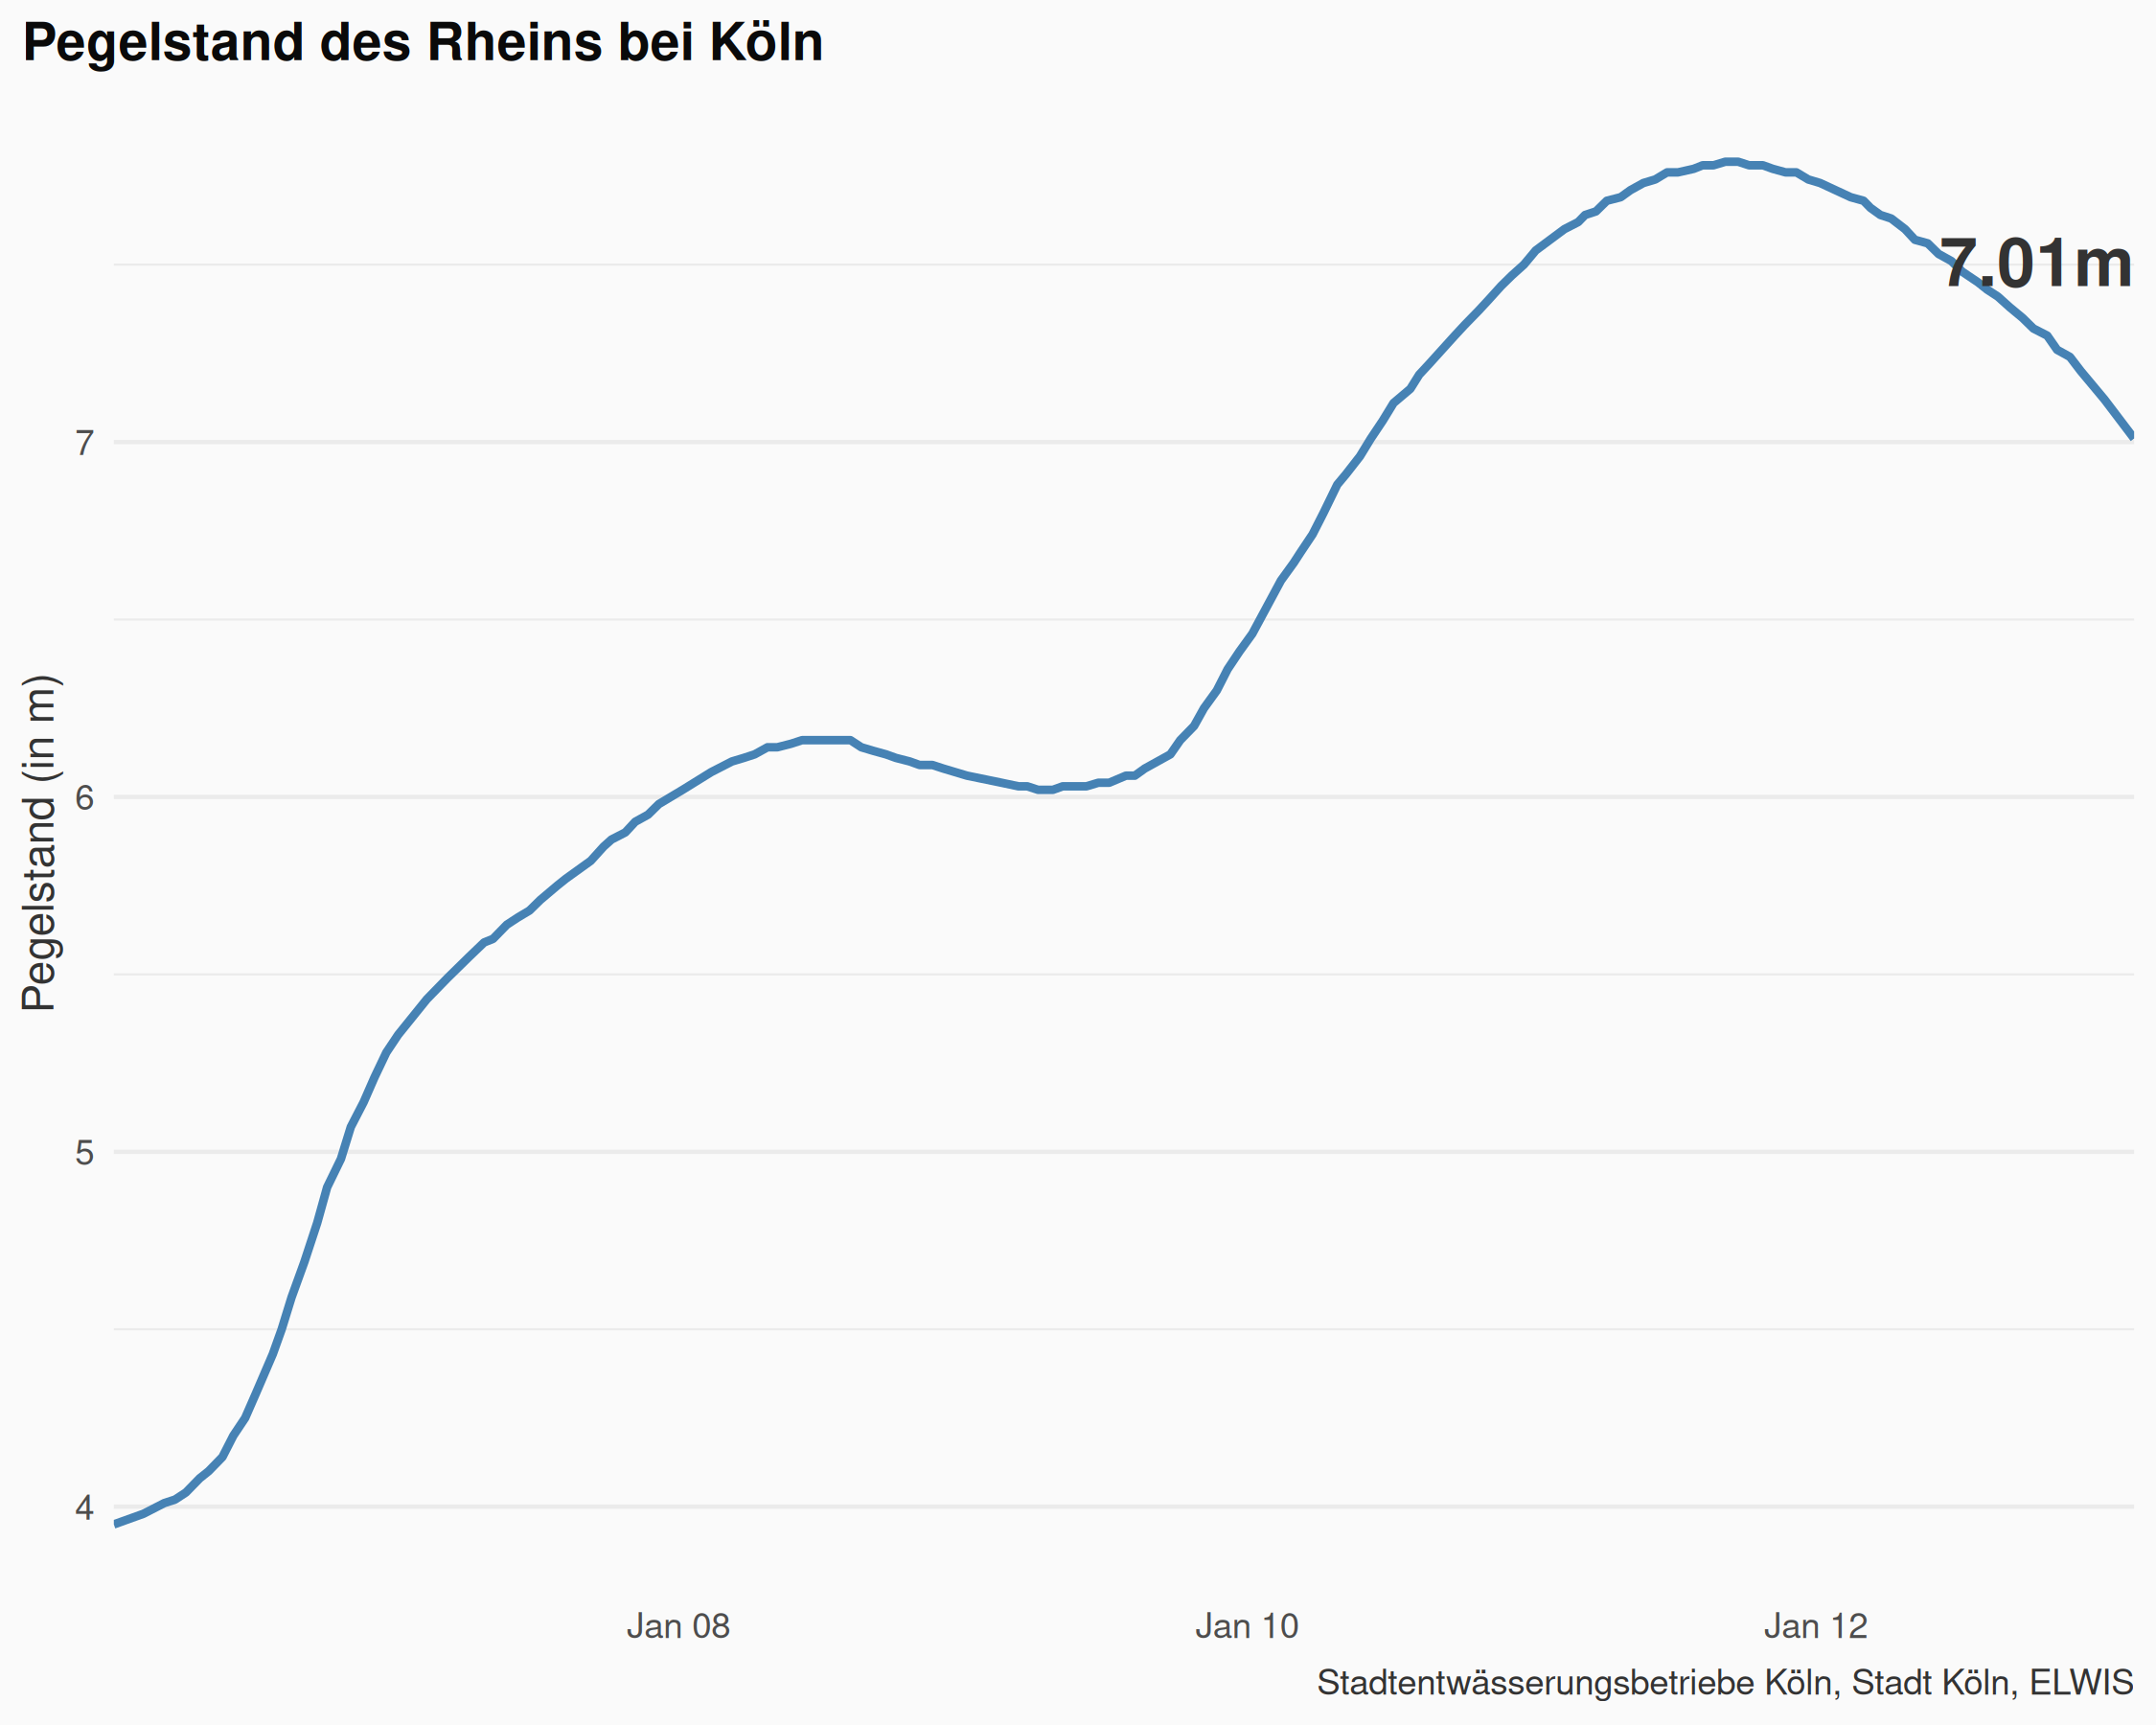 Pegelstand des Rheins bei Köln
7.01m
7
6
5
4
Pegelstand (in m)
Jan 08
Jan 10
Jan 12
Stadtentwässerungsbetriebe Köln, Stadt Köln, ELWIS